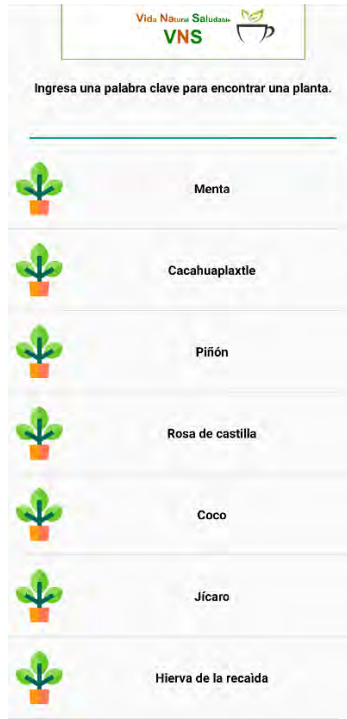 Vida Natural Saludable
VNS
Ingresa una palabra clave para encontrar una planta.
Menta
Cacahuaplaxtle
Piñón
Rosa de castilla
Coco
Jícaro
Hierva de la recaìda